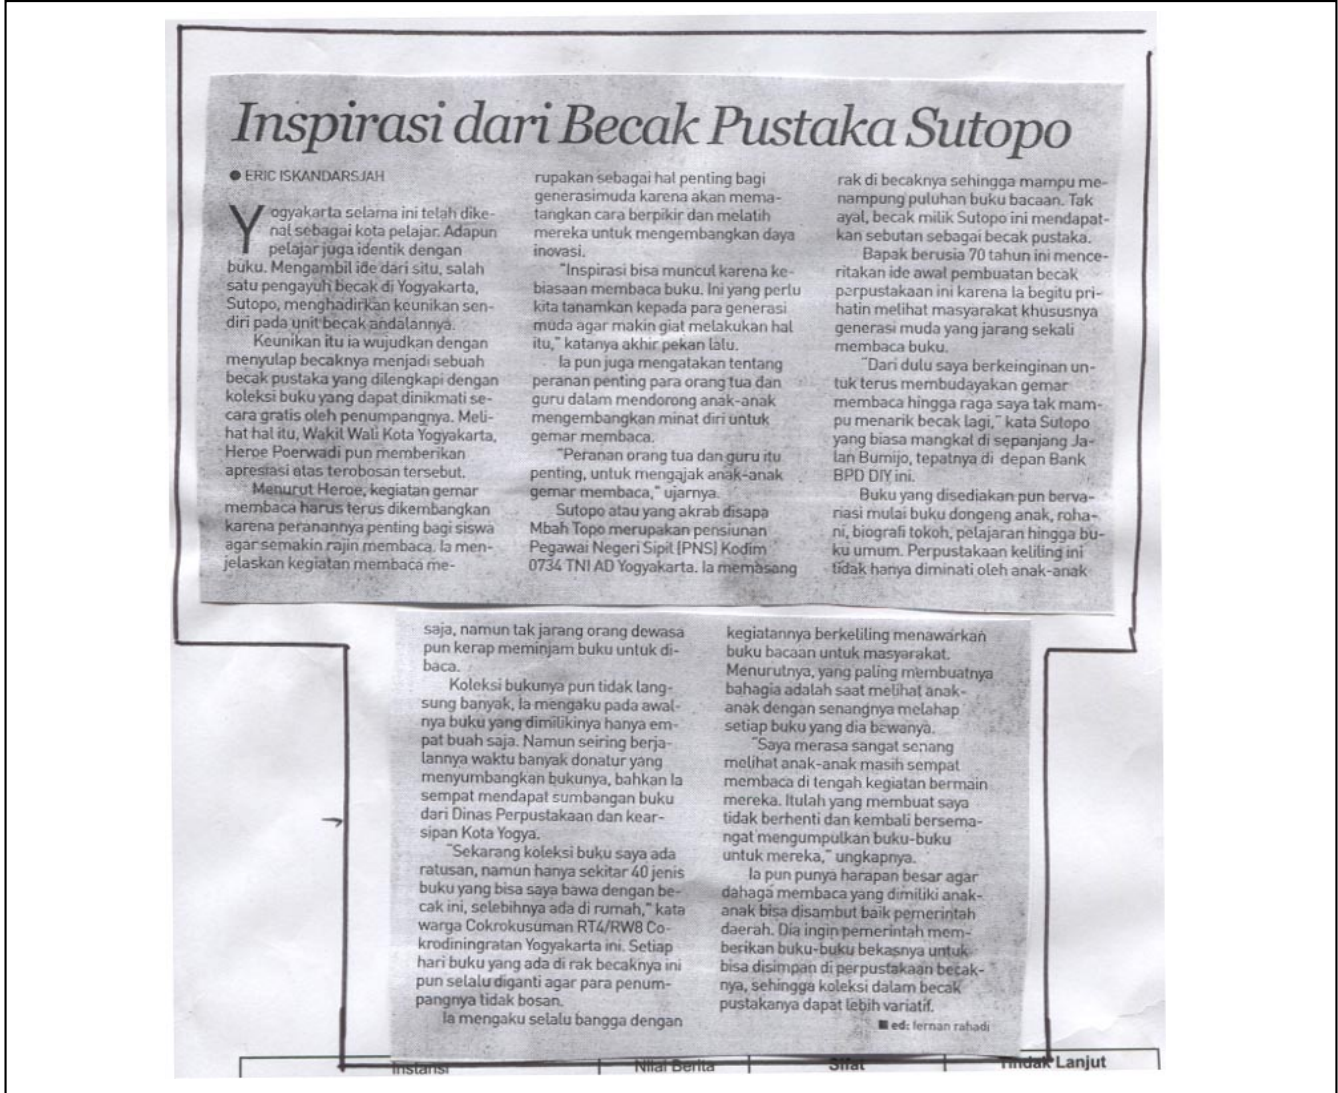 Inspirasi dari Becak Pustaka Sutopo
● ERIC ISKANDARSJAH
Yogyakarta selama ini telah dike-
nal sebagai kota pelajar. Adapun
pelajar juga identik dengan
buku. Mengambil ide dari situ, salah
satu pengayuh becak di Yogyakarta,
Sutopo, menghadirkan keunikan sen-
diri pada unit becak andalannya.
Keunikan itu ia wujudkan dengan
menyulap becaknya menjadi sebuah
becak pustaka yang dilengkapi dengan
koleksi buku yang dapat dinikmati se-
cara gratis oleh penumpangnya. Meli-
hat hal itu, Wakil Wali Kota Yogyakarta,
Heroe Poerwadi pun memberikan
apresiasi atas terobosan tersebut.
Menurut Heroe, kegiatan gemar
membaca harus terus dikembangkan
karena peranannya penting bagi siswa
agar semakin rajin membaca. Ia men-
jelaskan kegiatan membaca me-
rupakan sebagai hal penting bagi
generasimuda karena akan mema-
tangkan cara berpikir dan melatih
mereka untuk mengembangkan daya
inovasi.
"Inspirasi bisa muncul karena ke-
biasaan membaca buku. Ini yang perlu
kita tanamkan kepada para generasi
muda agar makin giat melakukan hal
itu," katanya akhir pekan lalu.
Ia pun juga mengatakan tentang
peranan penting para orang tua dan
guru dalam mendorong anak-anak
mengembangkan minat diri untuk
gemar membaca.
"Peranan orang tua dan guru itu
penting, untuk mengajak anak-anak
gemar membaca," ujarnya.
Sutopo atau yang akrab disapa
Mbah Topo merupakan pensiunan
Pegawai Negeri Sipil (PNS) Kodim
0734 TNI AD Yogyakarta. Ia memasang
rak di becaknya sehingga mampu me-
nampung puluhan buku bacaan. Tak
ayal, becak milik Sutopo ini mendapat-
kan sebutan sebagai becak pustaka.
Bapak berusia 70 tahun ini mence-
ritakan ide awal pembuatan becak
perpustakaan ini karena Ia begitu pri-
hatin melihat masyarakat khususnya
generasi muda yang jarang sekali
membaca buku.
"Dari dulu saya berkeinginan un-
tuk terus membudayakan gemar
membaca hingga raga saya tak mam-
pu menarik becak lagi," kata Sutopo
yang biasa mangkal di sepanjang Ja-
lan Bumijo, tepatnya di depan Bank
BPD DIY ini.
Buku yang disediakan pun berva-
riasi mulai buku dongeng anak, roha-
ni, biografi tokoh, pelajaran hingga bu-
ku umum. Perpustakaan keliling ini
tidak hanya diminati oleh anak-anak
saja, namun tak jarang orang dewasa
pun kerap meminjam buku untuk di-
baca.
Koleksi bukunya pun tidak lang-
sung banyak, Ia mengaku pada awal-
nya buku yang dimilikinya hanya em-
pat buah saja. Namun seiring berja-
lannya waktu banyak donatur yang
menyumbangkan bukunya, bahkan Ia
sempat mendapat sumbangan buku
dari Dinas Perpustakaan dan kear-
sipan Kota Yogya.
"Sekarang koleksi buku saya ada
ratusan, namun hanya sekitar 40 jenis
buku yang bisa saya bawa dengan be-
cak ini, selebihnya ada di rumah," kata
warga Cokrokusuman RT4/RW8 Co-
krodiningratan Yogyakarta ini. Setiap
hari buku yang ada di rak becaknya ini
pun selalu diganti agar para penum-
pangnya tidak bosan.
Ia mengaku selalu bangga dengan
kegiatannya berkeliling menawarkan
buku bacaan untuk masyarakat.
Menurutnya, yang paling membuatnya
bahagia adalah saat melihat anak-
anak dengan senangnya melahap
setiap buku yang dia bawanya.
"Saya merasa sangat senang
melihat anak-anak masih sempat
membaca di tengah kegiatan bermain
mereka. Itulah yang membuat saya
tidak berhenti dan kembali bersema-
ngat mengumpulkan buku-buku
untuk mereka," ungkapnya.
Ia pun punya harapan besar agar
dahaga membaca yang dimiliki anak-
anak bisa disambut baik pemerintah
daerah. Dia ingin pemerintah mem-
berikan buku-buku bekasnya untuk
bisa disimpan di perpustakaan becak-
nya, sehingga koleksi dalam becak
pustakanya dapat lebih variatif.
■ ed: fernan rahadi
Instansi Nilai Berita Sifat Tindak Lanjut